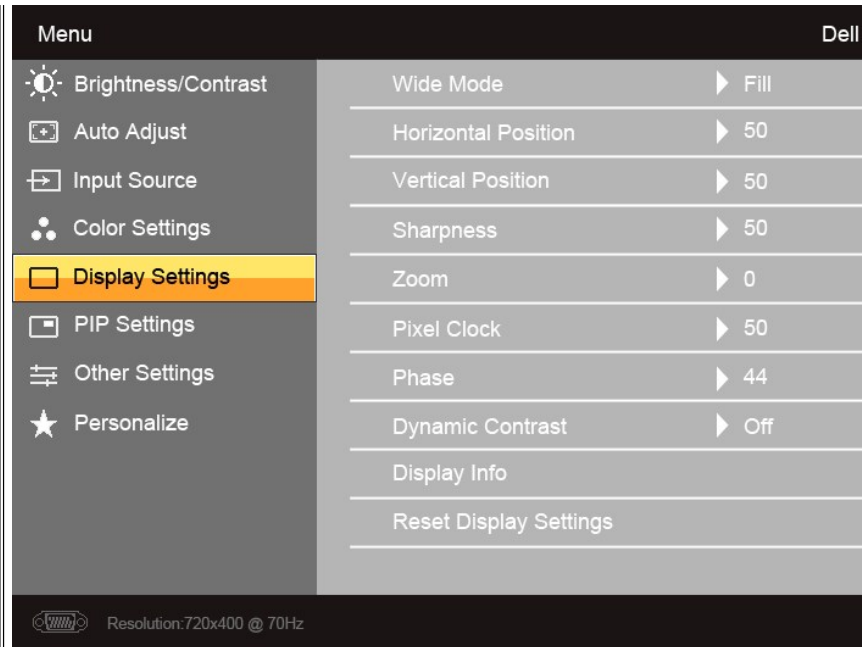 Menu Dell
Brightness/Contrast
Auto Adjust
Input Source
Color Settings
Display Settings
PIP Settings
Other Settings
Personalize
Wide Mode Fill
Horizontal Position 50
Vertical Position 50
Sharpness 50
Zoom 0
Pixel Clock 50
Phase 44
Dynamic Contrast Off
Display Info
Reset Display Settings
Resolution:720x400 @ 70Hz